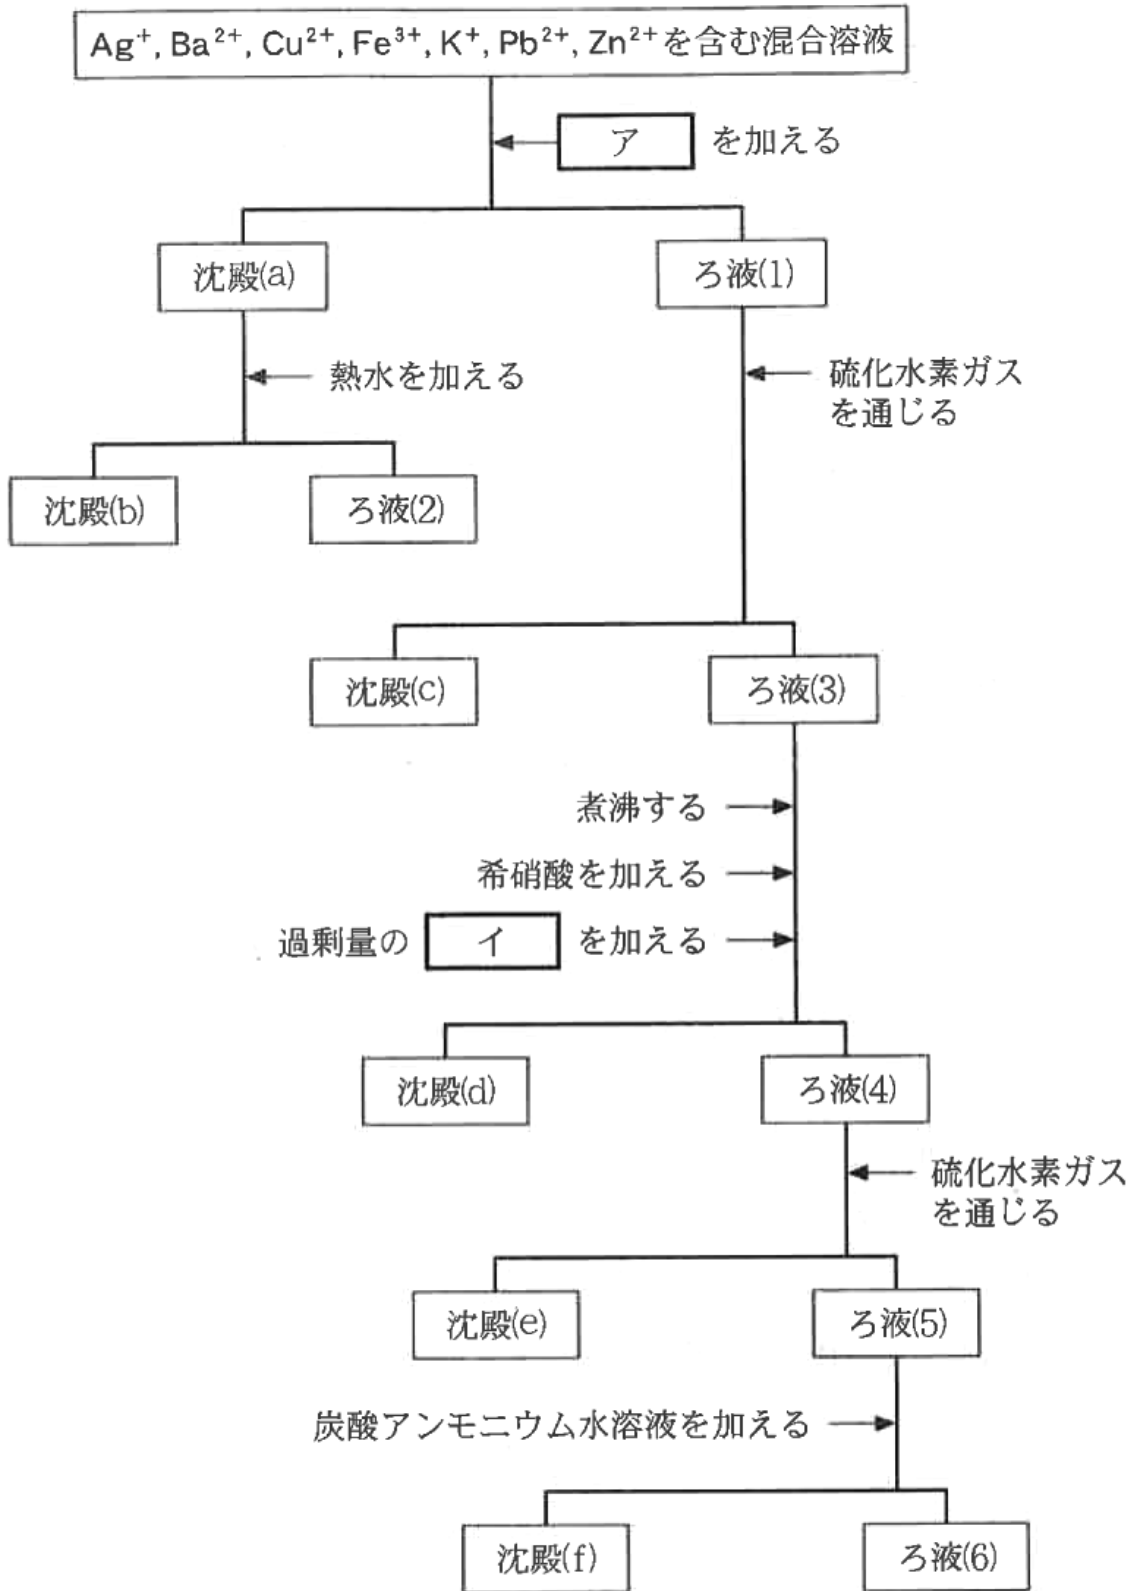 Ag⁺, Ba²⁺, Cu²⁺, Fe³⁺, K⁺, Pb²⁺, Zn²⁺を含む混合溶液
ア を加える
沈殿(a)
ろ液(1)
熱水を加える
硫化水素ガス
を通じる
沈殿(b)
ろ液(2)
沈殿(c)
ろ液(3)
煮沸する
希硝酸を加える
過剰量の イ を加える
沈殿(d)
ろ液(4)
硫化水素ガス
を通じる
沈殿(e)
ろ液(5)
炭酸アンモニウム水溶液を加える
沈殿(f)
ろ液(6)